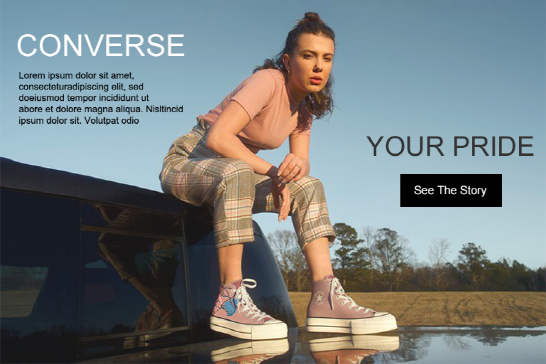 CONVERSE
Lorem ipsum dolor sit amet,
consecteturadipiscing elit, sed
doeiusmod tempor incididunt ut
abore et dolore magna aliqua. Nisltincid
ipsum dolor sit. Volutpat odio
YOUR PRIDE
See The Story